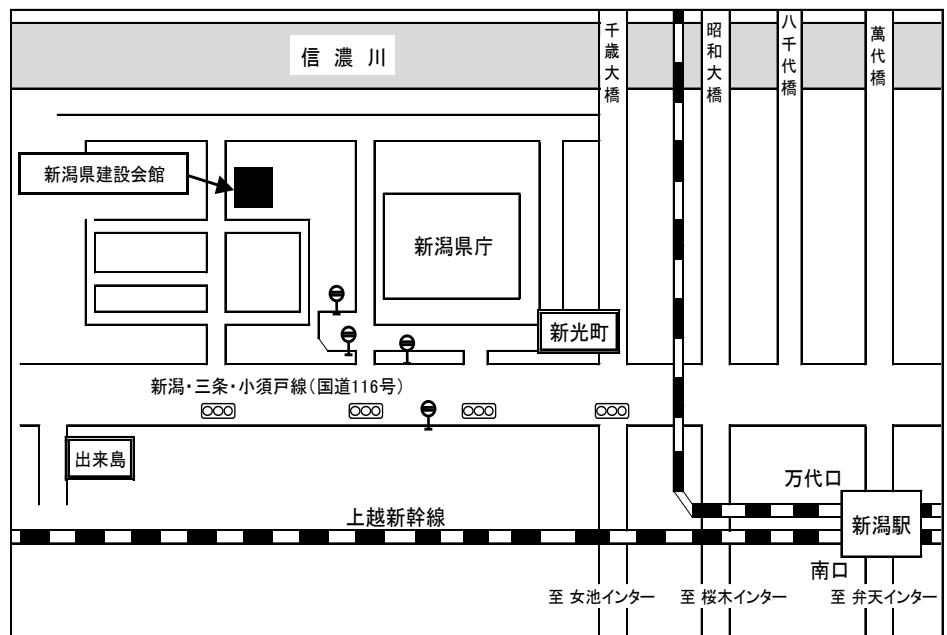 信濃川
千歳大橋
昭和大橋
八千代橋
萬代橋
新潟県建設会館
新潟県庁
新光町
新潟・三条・小須戸線(国道116号)
出来島
万代口
上越新幹線
新潟駅
南口
至 女池インター
至 桜木インター
至 弁天インター